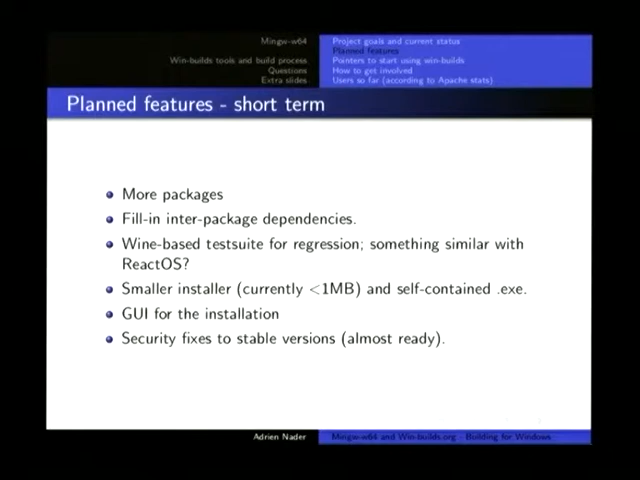 Mingw-w64
Win-builds tools and build process
Questions
Extra slides
Project goals and current status
Planned features
Pointers to start using win-builds
How to get involved
Users so far (according to Apache stats)
Planned features - short term
More packages
Fill-in inter-package dependencies.
Wine-based testsuite for regression; something similar with
ReactOS?
Smaller installer (currently <1MB) and self-contained .exe.
GUI for the installation
Security fixes to stable versions (almost ready).
Adrien Nader
Mingw-w64 and Win-builds.org - Building for Windows